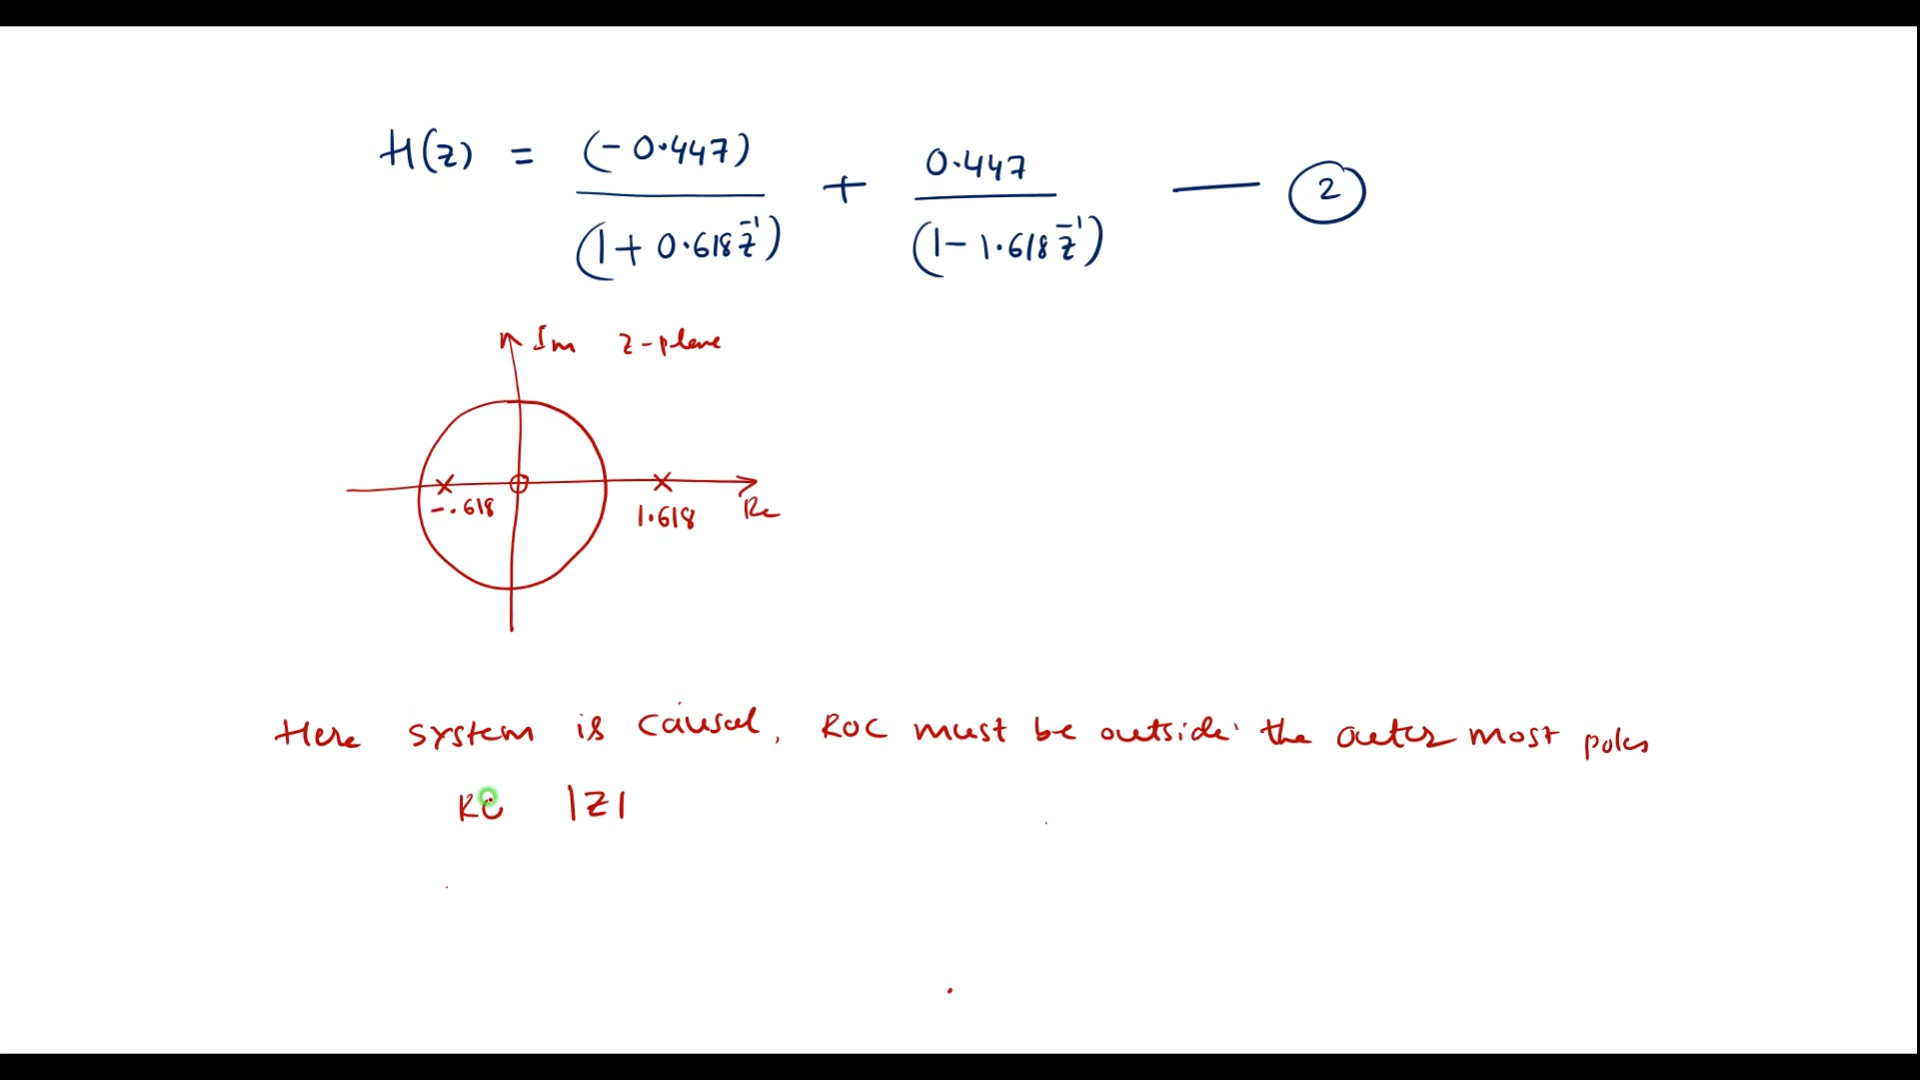 H(z) = (-0.447) / (1+0.618z⁻¹) + 0.447 / (1-1.618z⁻¹) — 2
Im z-plane
-.618
1.618
Re
Here system is causal, ROC must be outside the outer most poles
RO |z|